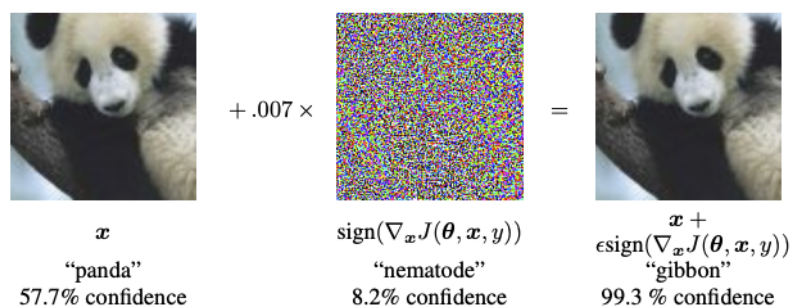 + .007 ×
=
x
sign(∇ₓJ(θ, x, y))
x +
ϵsign(∇ₓJ(θ, x, y))
“panda”
“nematode”
“gibbon”
57.7% confidence
8.2% confidence
99.3 % confidence